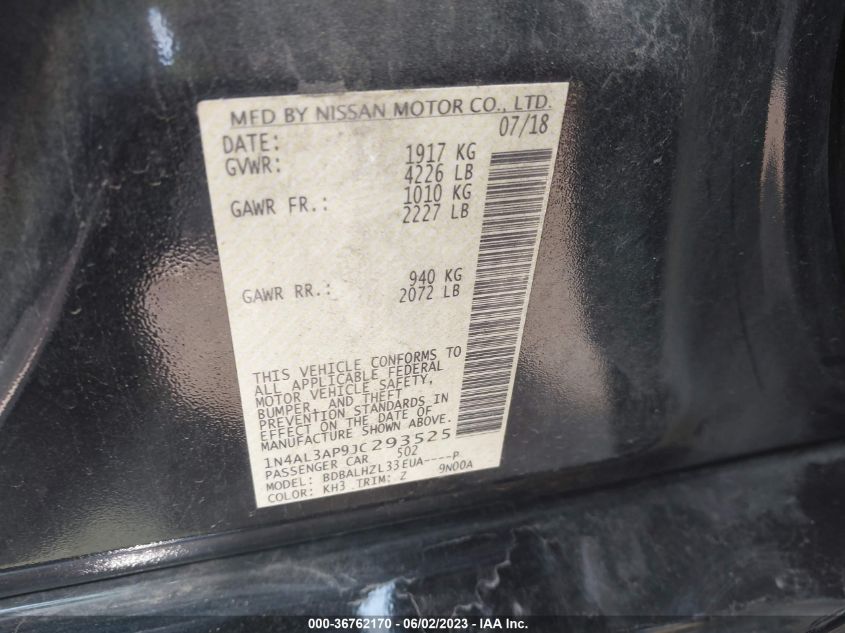 MFD BY NISSAN MOTOR CO., LTD.
DATE: 07/18
GVWR: 1917 KG
4226 LB
GAWR FR.: 1010 KG
2227 LB
GAWR RR.: 940 KG
2072 LB
THIS VEHICLE CONFORMS TO
ALL APPLICABLE FEDERAL
MOTOR VEHICLE SAFETY,
BUMPER, AND THEFT
PREVENTION STANDARDS IN
EFFECT ON THE DATE OF
MANUFACTURE SHOWN ABOVE.
1N4AL3AP9JC293525
PASSENGER CAR 502
MODEL: BDBALHZL33EUA----P
COLOR: KH3 TRIM: Z 9N00A
000-36762170 - 06/02/2023 - IAA Inc.